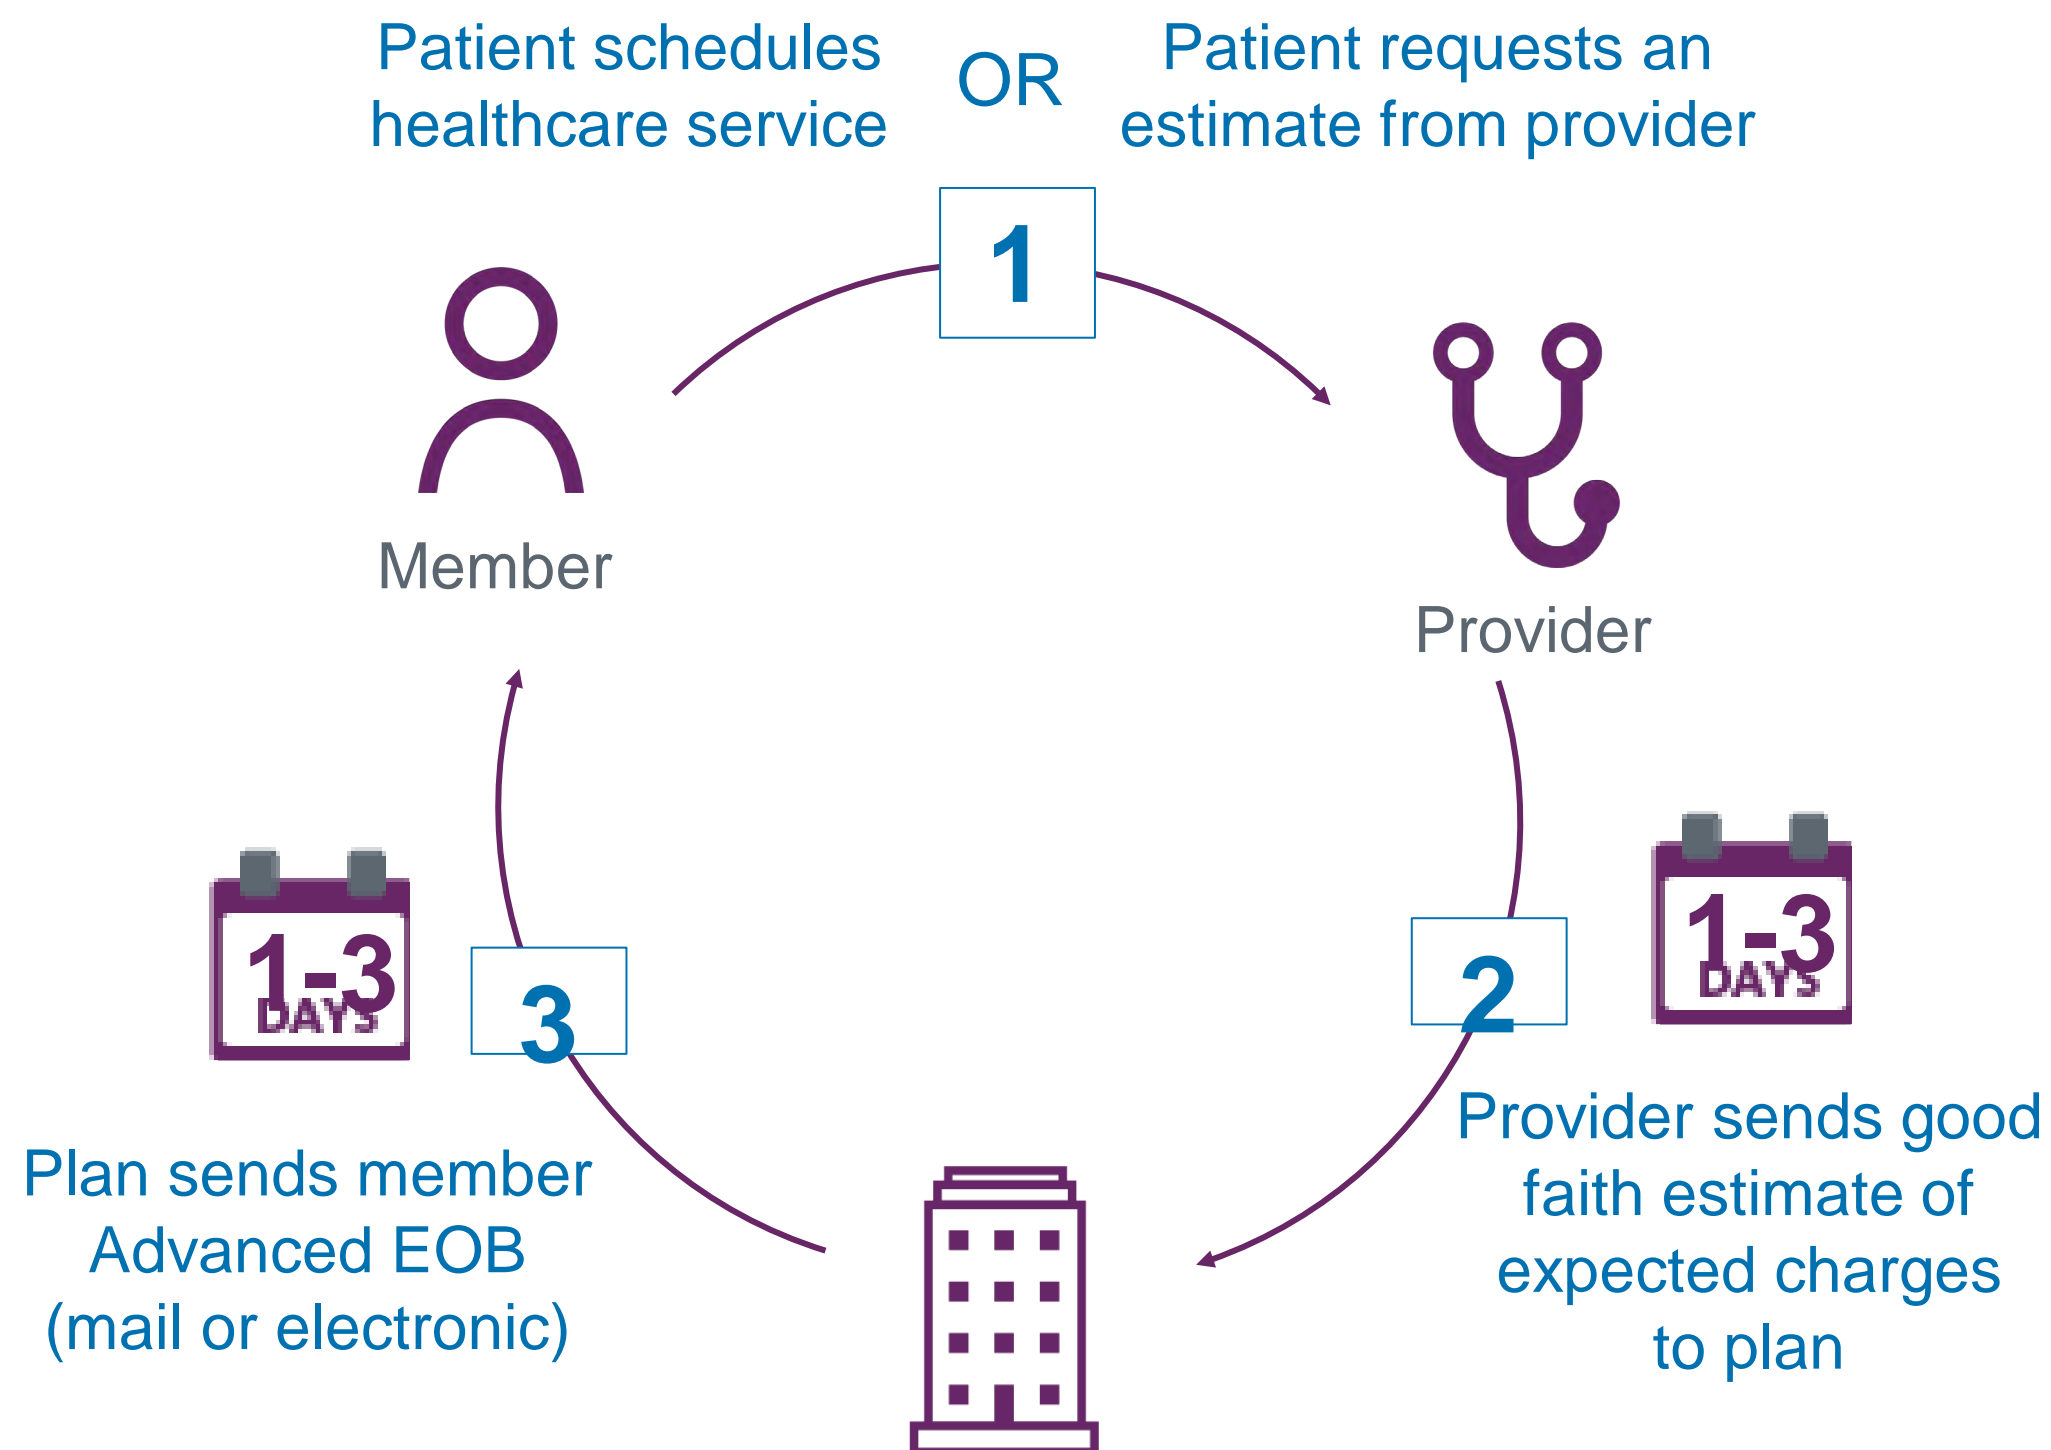 Patient schedules
healthcare service
OR
Patient requests an
estimate from provider
1
Member
Provider
1-3
DAYS
3
2
1-3
DAYS
Plan sends member
Advanced EOB
(mail or electronic)
Provider sends good
faith estimate of
expected charges
to plan